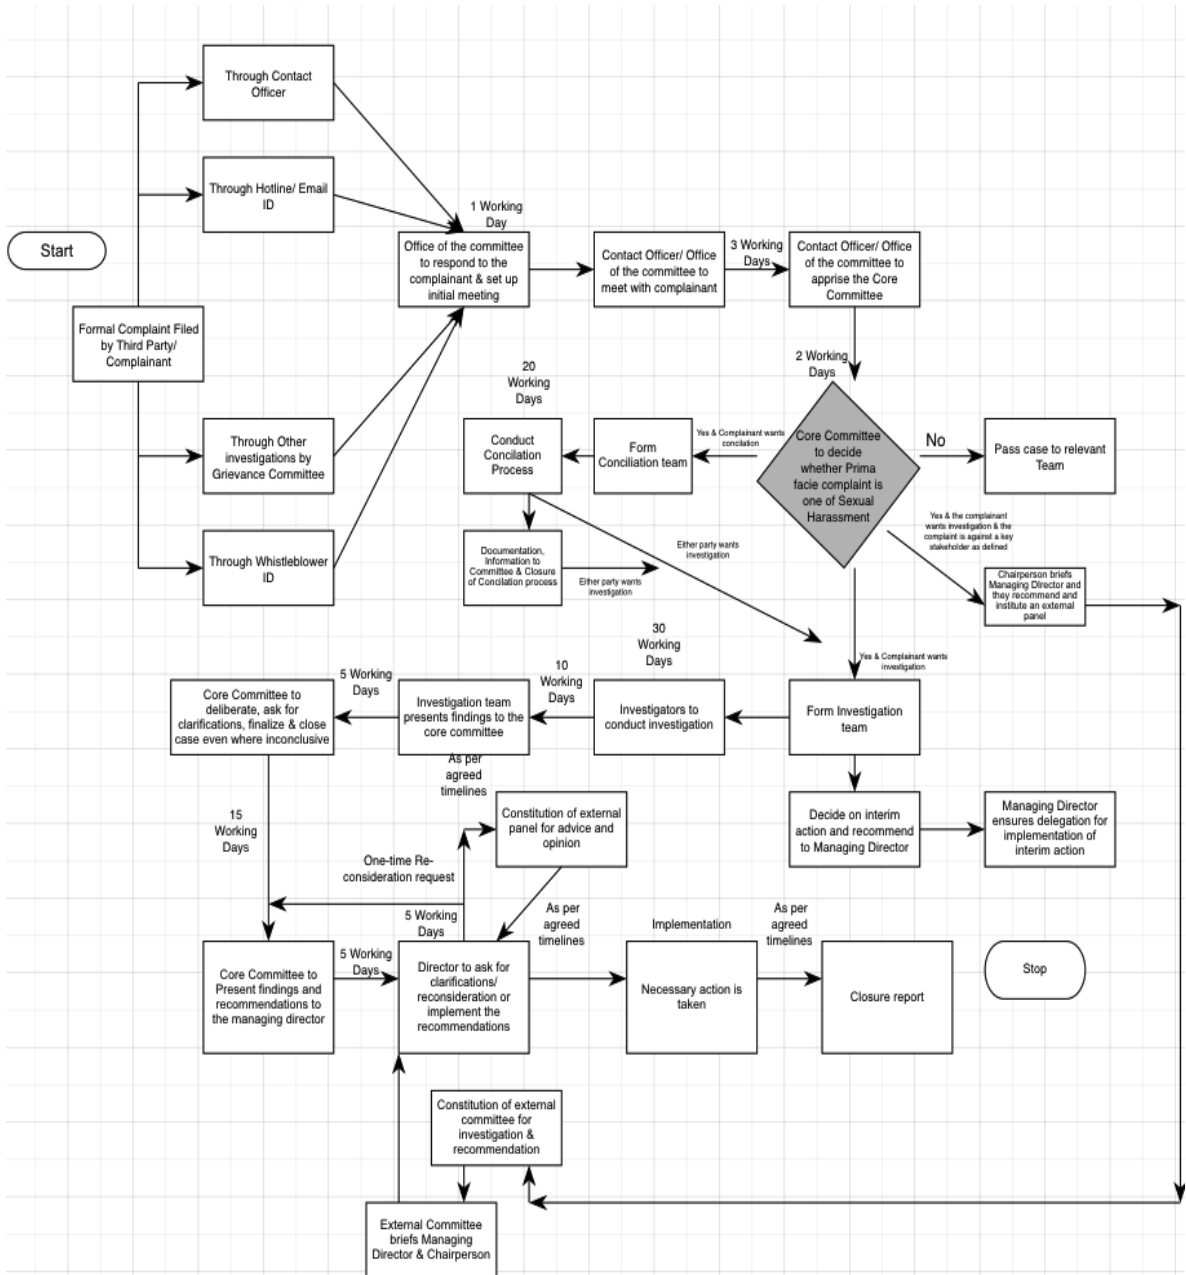 Through Contact
Officer
Through Hotline/ Email
ID
1 Working
Day
Start
Office of the committee
to respond to the
complainant & set up
initial meeting
Contact Officer/ Office
of the committee to
meet with complainant
3 Working
Days
Contact Officer/ Office
of the committee to
apprise the Core
Committee
Formal Complaint Filed
by Third Party/
Complainant
2 Working
Days
20
Working
Days
Through Other
investigations by
Grievance Committee
Conduct
Concilation
Process
Form
Conciliation team
Yes & Complainant wants
concilation
Core Committee
to decide
whether Prima
facie complaint is
one of Sexual
Harassment
No
Pass case to relevant
Team
Yes & the complainant
wants investigation & the
complaint is against a key
stakeholder as defined
Through Whistleblower
ID
Documentation,
Information to
Committee & Closure
of Conciliation process
Either party wants
investigation
Either party wants
investigation
Chairperson briefs
Managing Director and
they recommend and
institute an external
panel
30
Working
Days
Yes & Complainant wants
investigation
Core Committee to
deliberate, ask for
clarifications, finalize & close
case even where inconclusive
5 Working
Days
Investigation team
presents findings to the
core committee
10
Working
Days
Investigators to
conduct investigation
Form Investigation
team
As per
agreed
timelines
15
Working
Days
Constitution of external
panel for advice and
opinion
Decide on interim
action and recommend
to Managing Director
Managing Director
ensures delegation for
implementation of
interim action
One-time Re-
consideration request
5 Working
Days
As per
agreed
timelines
Implementation
As per
agreed
timelines
Core Committee to
Present findings and
recommendations to
the managing director
5 Working
Days
Director to ask for
clarifications/
reconsideration or
implement the
recommendations
Necessary action is
taken
Closure report
Stop
Constitution of external
committee for
investigation &
recommendation
External Committee
briefs Managing
Director & Chairperson